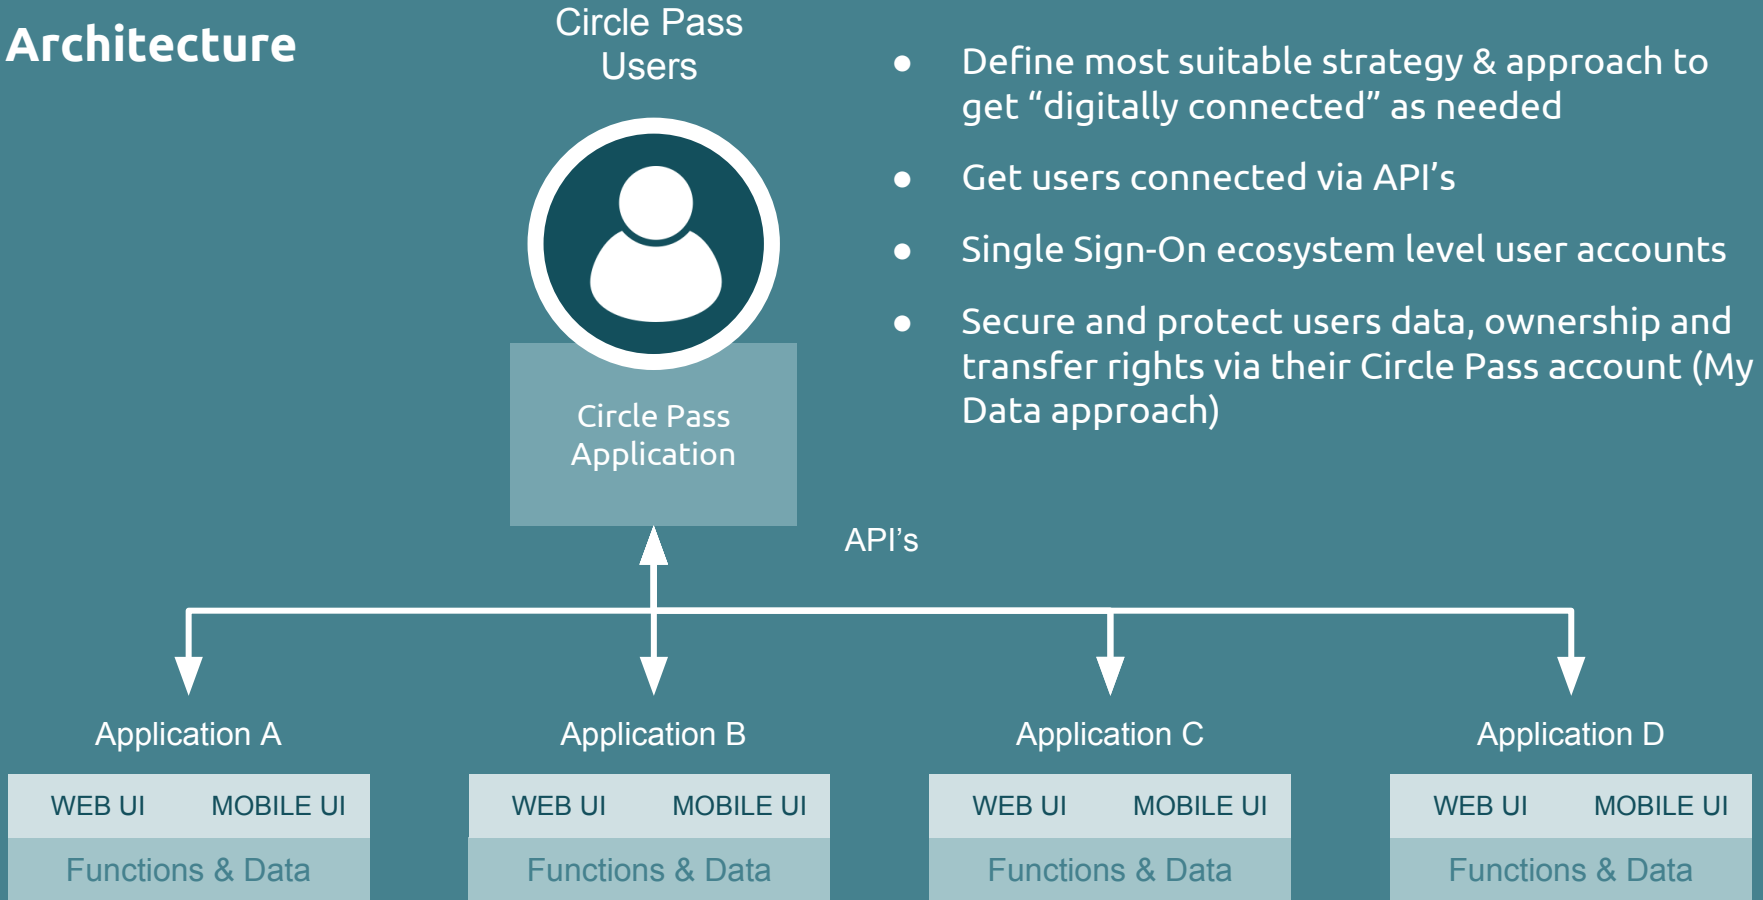 Architecture
Circle Pass
Users
● Define most suitable strategy & approach to
get “digitally connected” as needed
● Get users connected via API’s
● Single Sign-On ecosystem level user accounts
● Secure and protect users data, ownership and
transfer rights via their Circle Pass account (My
Data approach)
Circle Pass
Application
API’s
Application A
Application B
Application C
Application D
WEB UI MOBILE UI
WEB UI MOBILE UI
WEB UI MOBILE UI
WEB UI MOBILE UI
Functions & Data
Functions & Data
Functions & Data
Functions & Data